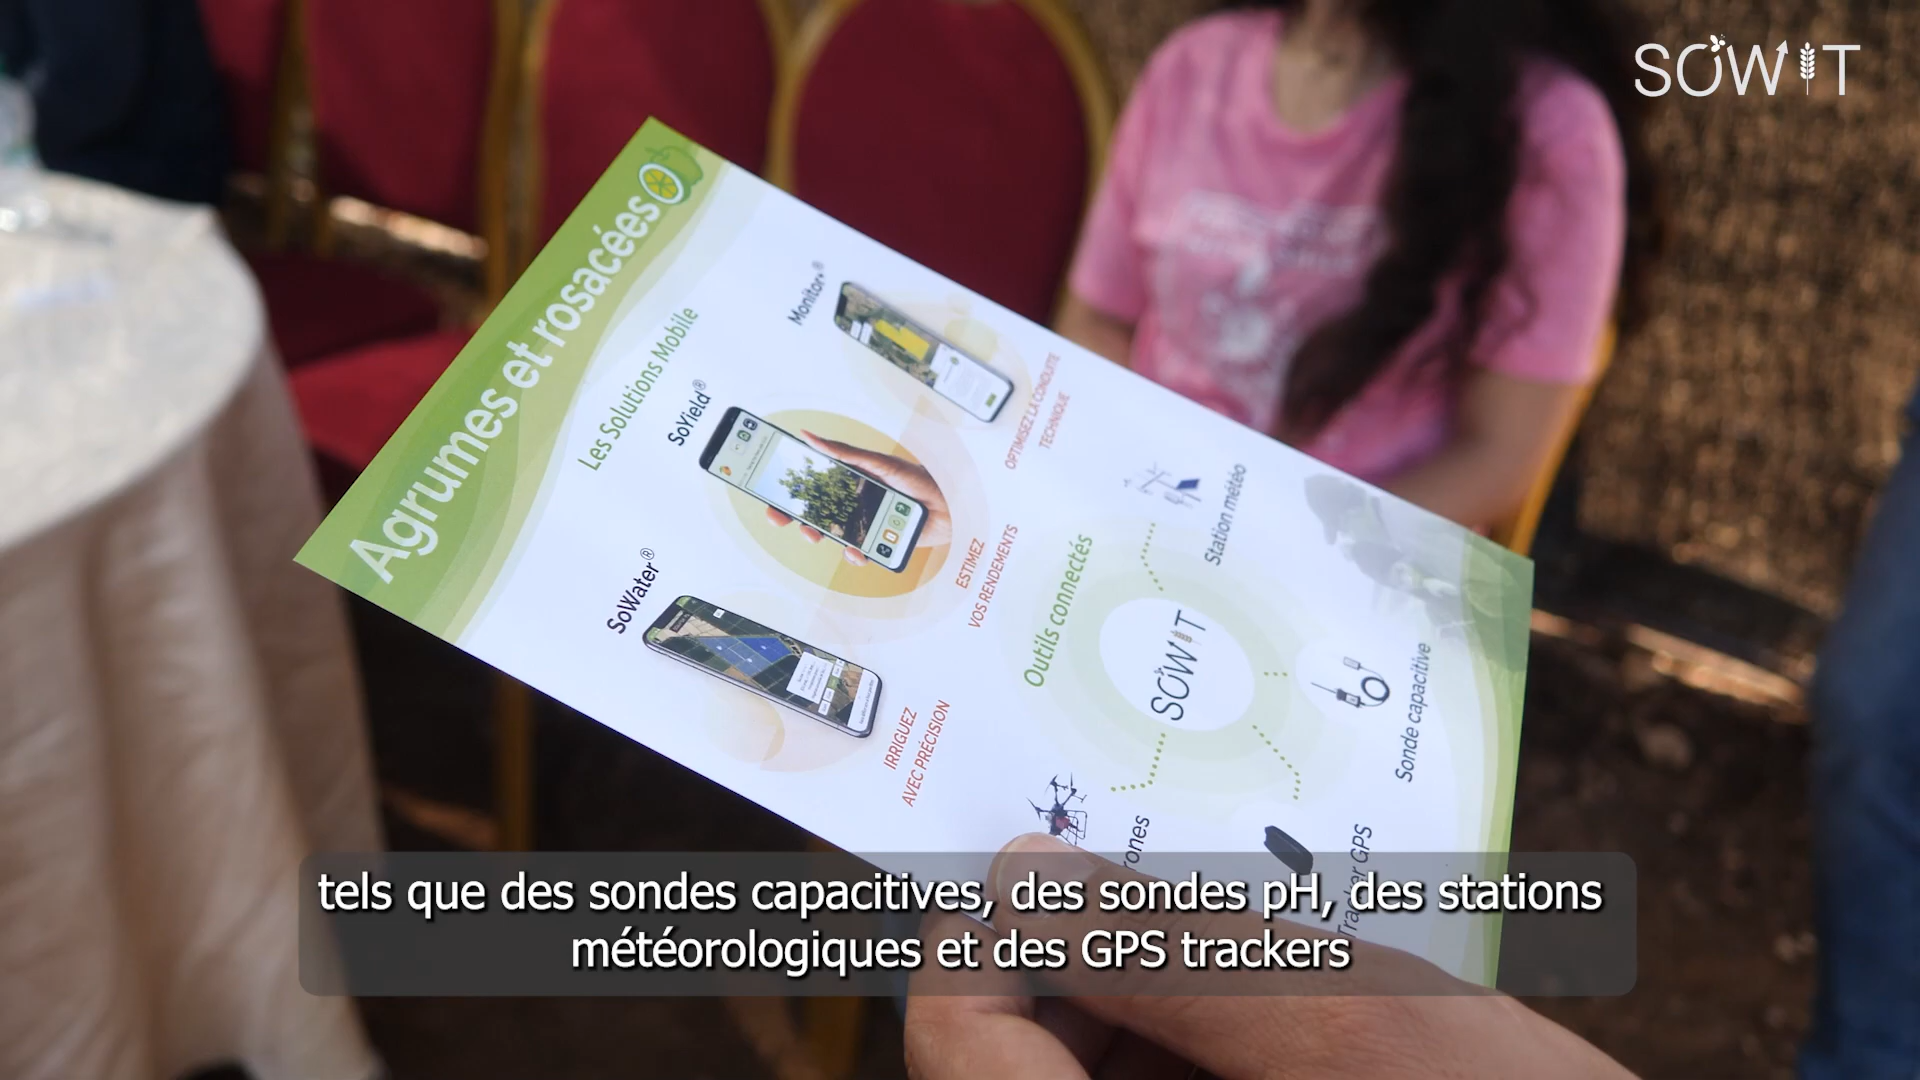 SOWIT
Agrumes et rosacées
Les Solutions Mobile
SoWater®
IRRIGUEZ
AVEC PRÉCISION
SoYield®
ESTIMEZ
VOS RENDEMENTS
Monitor+®
OPTIMISEZ LA CONDUITE
TECHNIQUE
Outils connectés
SOWIT
Station météo
Sonde capacitive
Tracker GPS
rones
tels que des sondes capacitives, des sondes pH, des stations
météorologiques et des GPS trackers